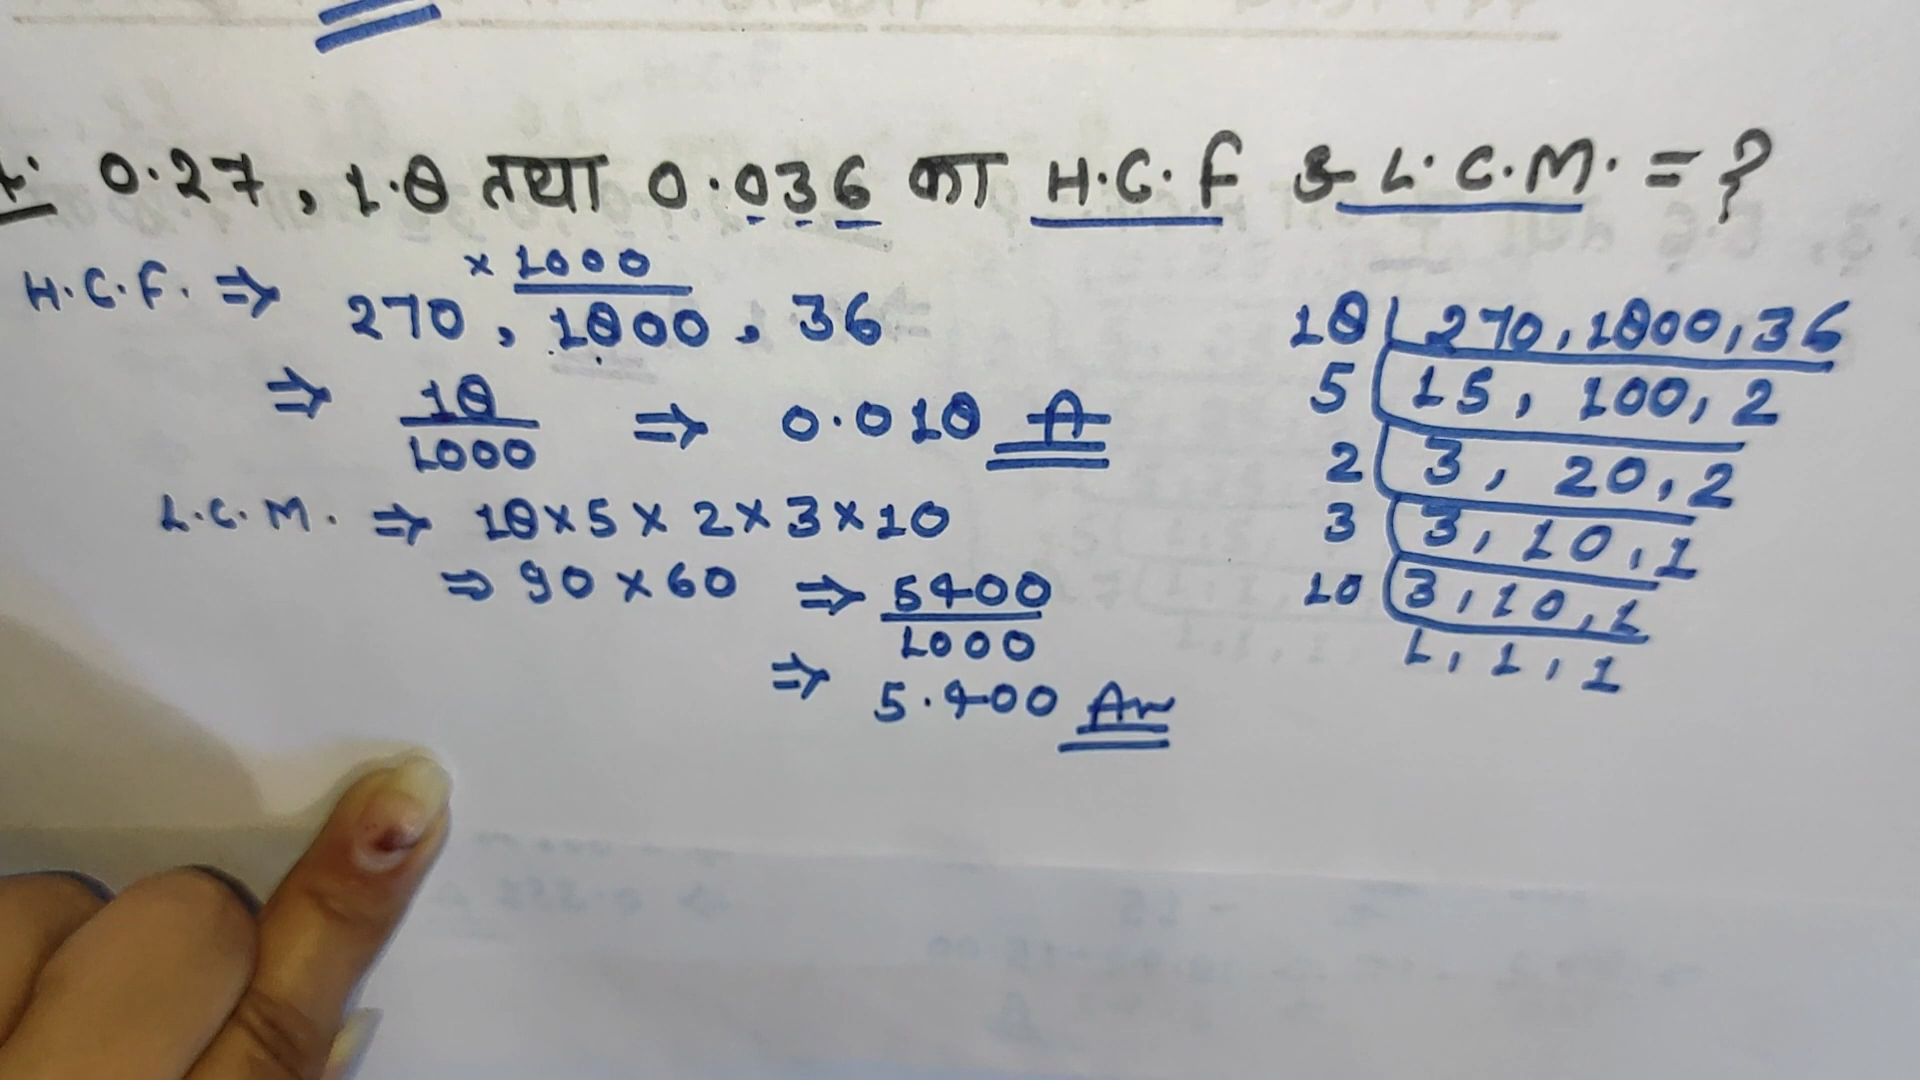 0.27, 1.8 तथा 0.036 का H.C.F & L.C.M. = ?
H.C.F. ⇒ 270, 1800, 36 × 1000
⇒ 18/1000 ⇒ 0.018 A
L.C.M. ⇒ 18×5×2×3×10
⇒ 90×60 ⇒ 5400/1000
⇒ 5.400 An
18 | 270, 1800, 36
5 | 15, 100, 2
2 | 3, 20, 2
3 | 3, 10, 1
10 | 3, 10, 1
1, 1, 1